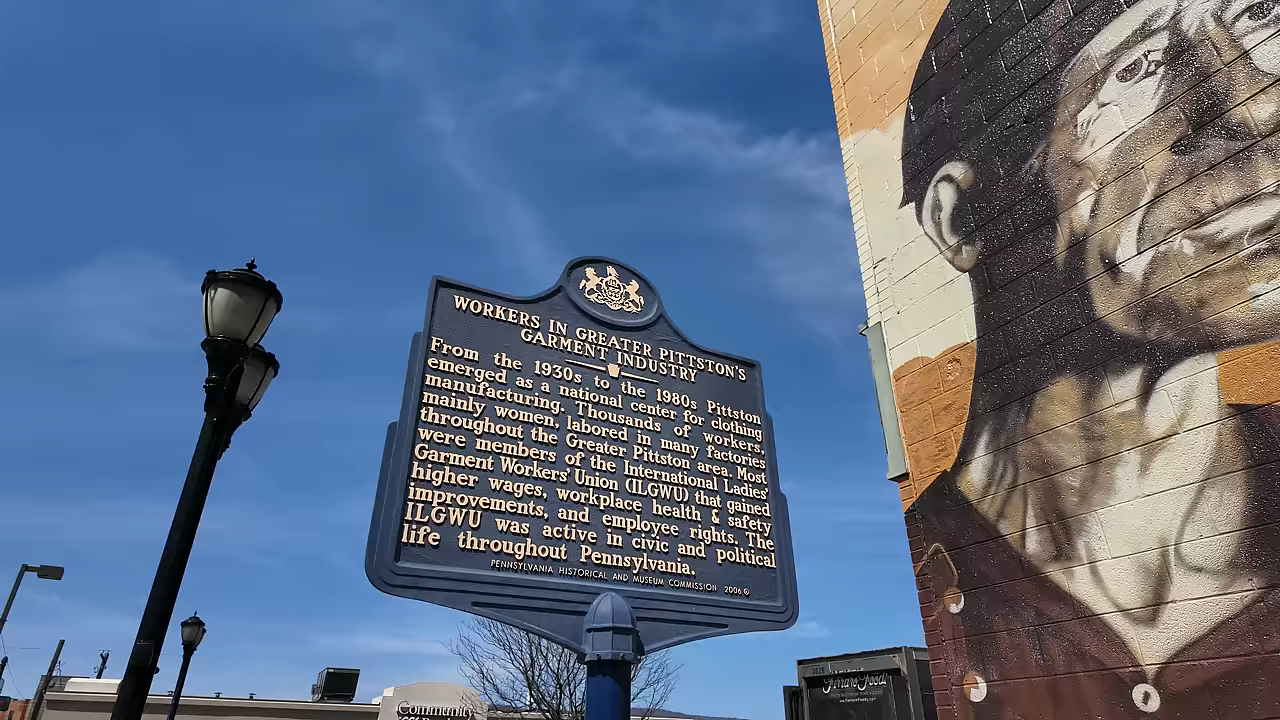 WORKERS IN GREATER PITTSTON'S
GARMENT INDUSTRY
From the 1930s to the 1980s Pittston
emerged as a national center for clothing
manufacturing. Thousands of workers,
mainly women, labored in many factories
throughout the Greater Pittston area. Most
were members of the International Ladies'
Garment Workers' Union (ILGWU) that gained
higher wages, workplace health & safety
improvements, and employee rights. The
ILGWU was active in civic and political
life throughout Pennsylvania.
PENNSYLVANIA HISTORICAL AND MUSEUM COMMISSION 2006 ©
Community